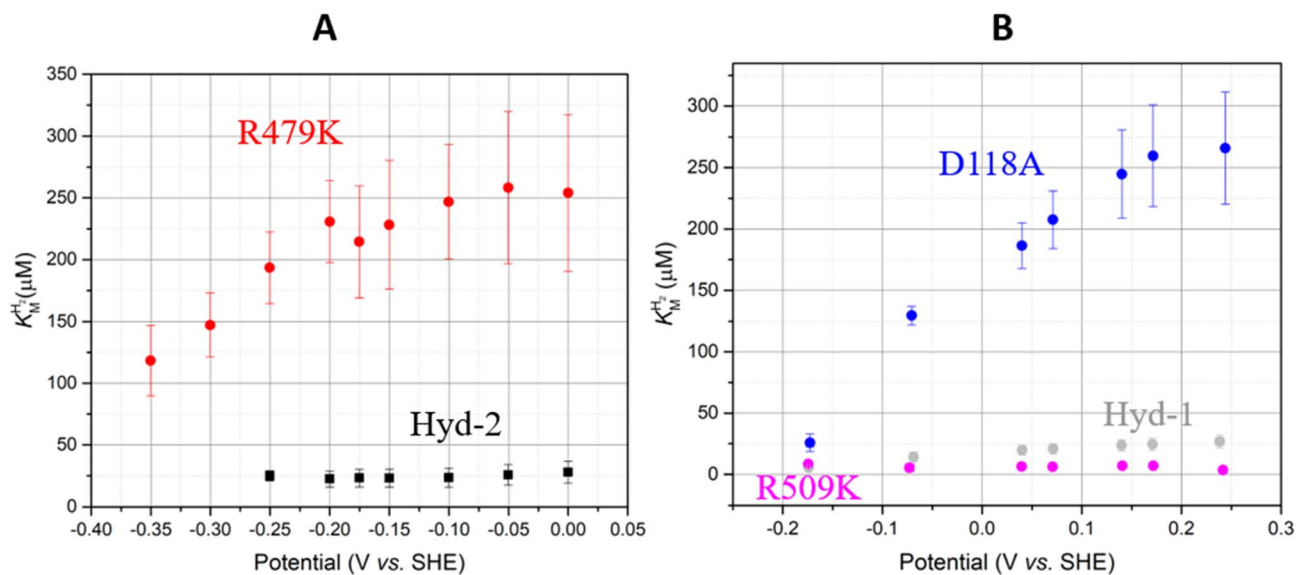 A
B
350
300
250
200
150
100
50
0
K_M^{H_2} (μM)
R479K
Hyd-2
-0.40 -0.35 -0.30 -0.25 -0.20 -0.15 -0.10 -0.05 0.00 0.05
Potential (V vs. SHE)
300
250
200
150
100
50
0
K_M^{H_2} (μM)
D118A
Hyd-1
R509K
-0.2 -0.1 0.0 0.1 0.2 0.3
Potential (V vs. SHE)